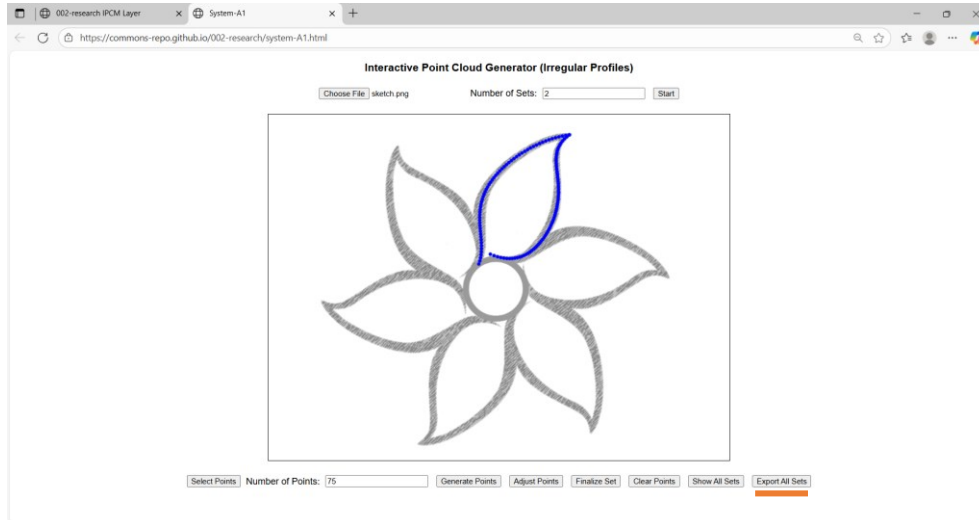 002-research IPCM Layer System-A1
https://commons-repo.github.io/002-research/system-A1.html
Interactive Point Cloud Generator (Irregular Profiles)
Choose File sketch.png Number of Sets: 2 Start
Select Points Number of Points: 75 Generate Points Adjust Points Finalize Set Clear Points Show All Sets Export All Sets